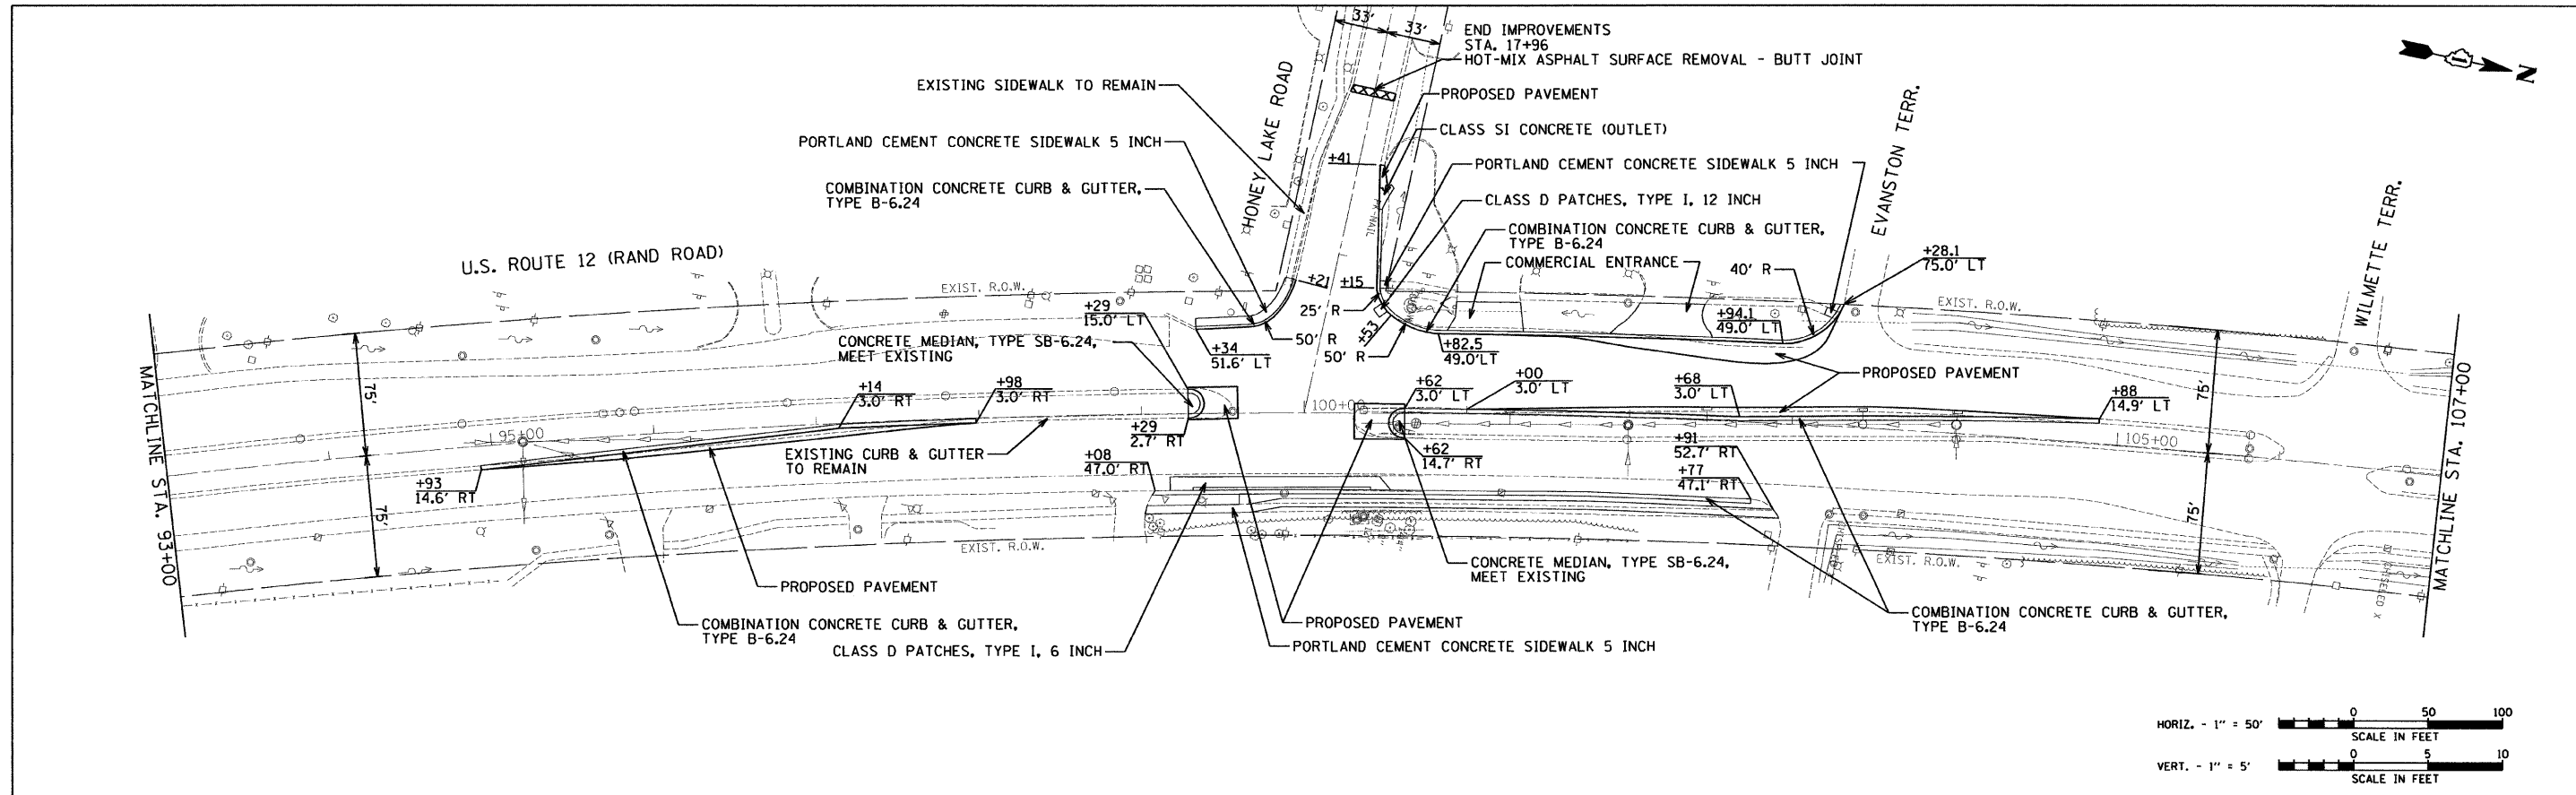 33'
33'
END IMPROVEMENTS
STA. 17+96
HOT-MIX ASPHALT SURFACE REMOVAL - BUTT JOINT
N
EXISTING SIDEWALK TO REMAIN
PROPOSED PAVEMENT
HONEY LAKE ROAD
EVANSTON TERR.
CLASS SI CONCRETE (OUTLET)
PORTLAND CEMENT CONCRETE SIDEWALK 5 INCH
+41
PORTLAND CEMENT CONCRETE SIDEWALK 5 INCH
COMBINATION CONCRETE CURB & GUTTER,
TYPE B-6.24
CLASS D PATCHES, TYPE I, 12 INCH
COMBINATION CONCRETE CURB & GUTTER,
TYPE B-6.24
PK-NAIL
WILMETTE TERR.
U.S. ROUTE 12 (RAND ROAD)
COMMERCIAL ENTRANCE
40' R
+28.1
75.0' LT
EXIST. R.O.W.
+21
+15
EXIST. R.O.W.
+29
15.0' LT
25' R
+53
50' R
50' R
+94.1
49.0' LT
+34
51.6' LT
+82.5
49.0'LT
CONCRETE MEDIAN, TYPE SB-6.24,
MEET EXISTING
75'
MATCHLINE STA. 93+00
+14
3.0' RT
+98
3.0' RT
+62
3.0' LT
+00
3.0' LT
+68
3.0' LT
PROPOSED PAVEMENT
+88
14.9' LT
75'
100+00
95+00
+29
2.7' RT
105+00
EXISTING CURB & GUTTER
TO REMAIN
+08
47.0' RT
+62
14.7' RT
+91
52.7' RT
+77
47.1' RT
+93
14.6' RT
75'
75'
MATCHLINE STA. 107+00
EXIST. R.O.W.
EXIST. R.O.W.
CONCRETE MEDIAN, TYPE SB-6.24,
MEET EXISTING
PROPOSED PAVEMENT
CHISELED X
COMBINATION CONCRETE CURB & GUTTER,
TYPE B-6.24
PROPOSED PAVEMENT
COMBINATION CONCRETE CURB & GUTTER,
TYPE B-6.24
CLASS D PATCHES, TYPE I, 6 INCH
PORTLAND CEMENT CONCRETE SIDEWALK 5 INCH
HORIZ. - 1" = 50'
0 50 100
SCALE IN FEET
VERT. - 1" = 5'
0 5 10
SCALE IN FEET